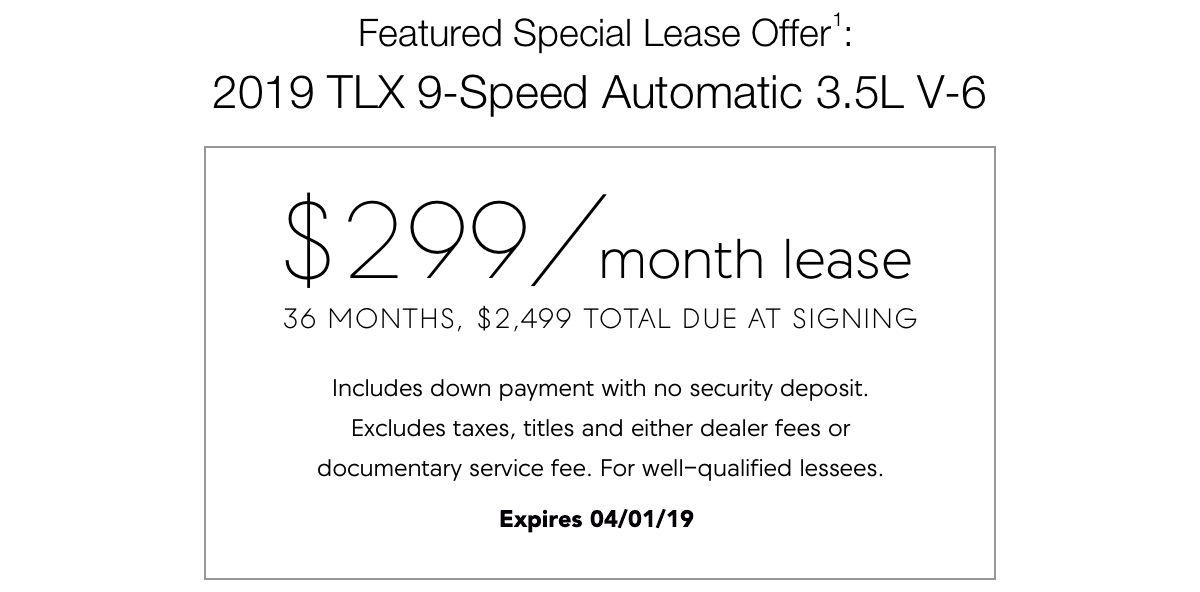 Featured Special Lease Offer¹:
2019 TLX 9-Speed Automatic 3.5L V-6
$299/month lease
36 MONTHS, $2,499 TOTAL DUE AT SIGNING
Includes down payment with no security deposit.
Excludes taxes, titles and either dealer fees or
documentary service fee. For well-qualified lessees.
Expires 04/01/19